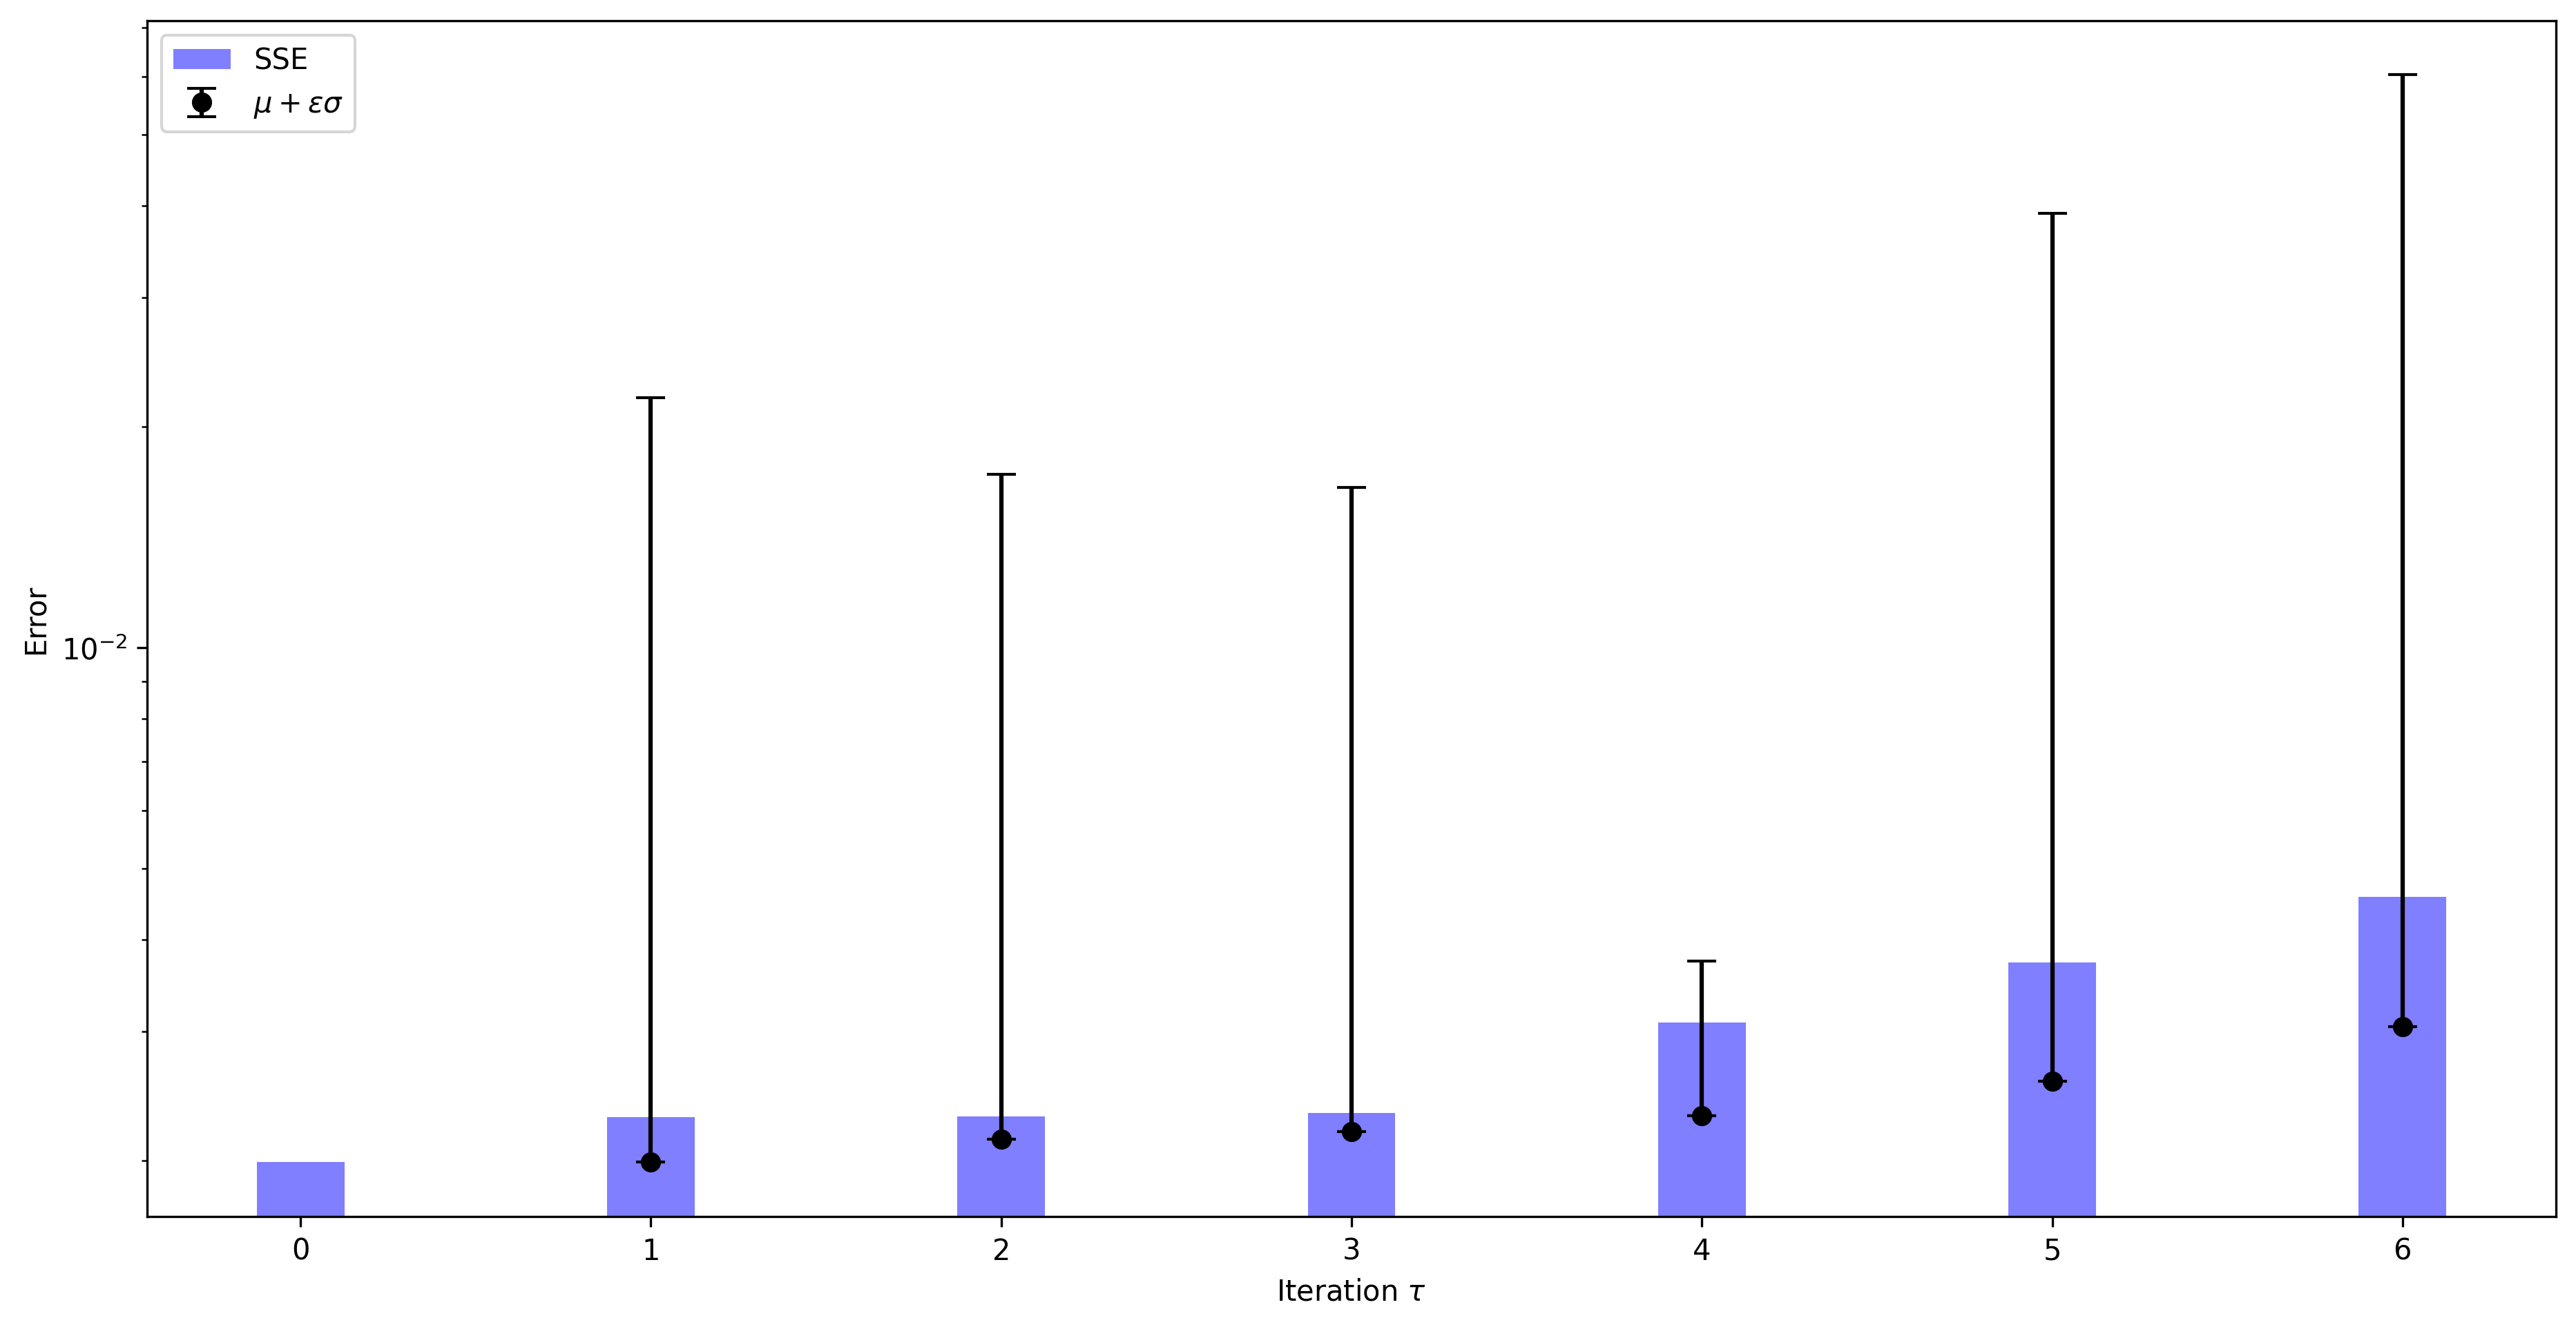 SSE
μ + εσ
Error
10⁻²
0 1 2 3 4 5 6
Iteration τ